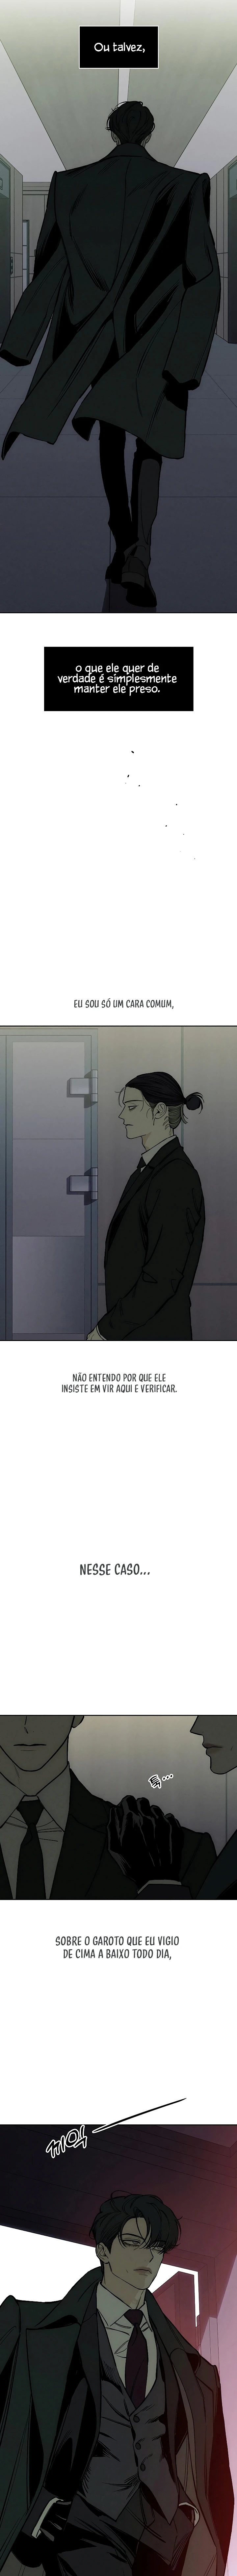 Ou talvez,
o que ele quer de
verdade é simplesmente
manter ele preso.
EU SOU SÓ UM CARA COMUM,
NÃO ENTENDO POR QUE ELE
INSISTE EM VIR AQUI E VERIFICAR.
NESSE CASO...
툭...
SOBRE O GAROTO QUE EU VIGIO
DE CIMA A BAIXO TODO DIA,